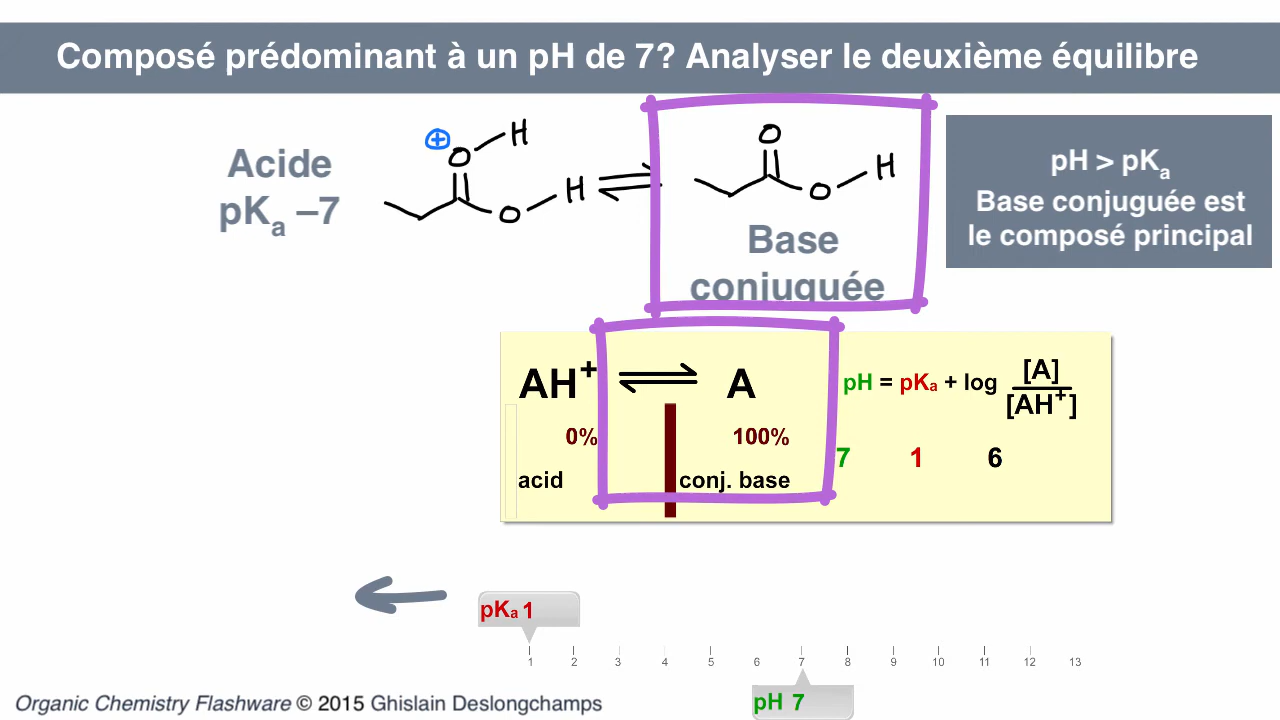 Composé prédominant à un pH de 7? Analyser le deuxième équilibre
Acide
pKa –7
⊕
O H
O H
O
O H
Base
conjuguée
pH > pKa
Base conjuguée est
le composé principal
AH+ ⇌ A
0% 100%
acid conj. base
pH = pKa + log [A]
[AH+]
7 1 6
pKa 1
1 2 3 4 5 6 7 8 9 10 11 12 13
pH 7
Organic Chemistry Flashware © 2015 Ghislain Deslongchamps